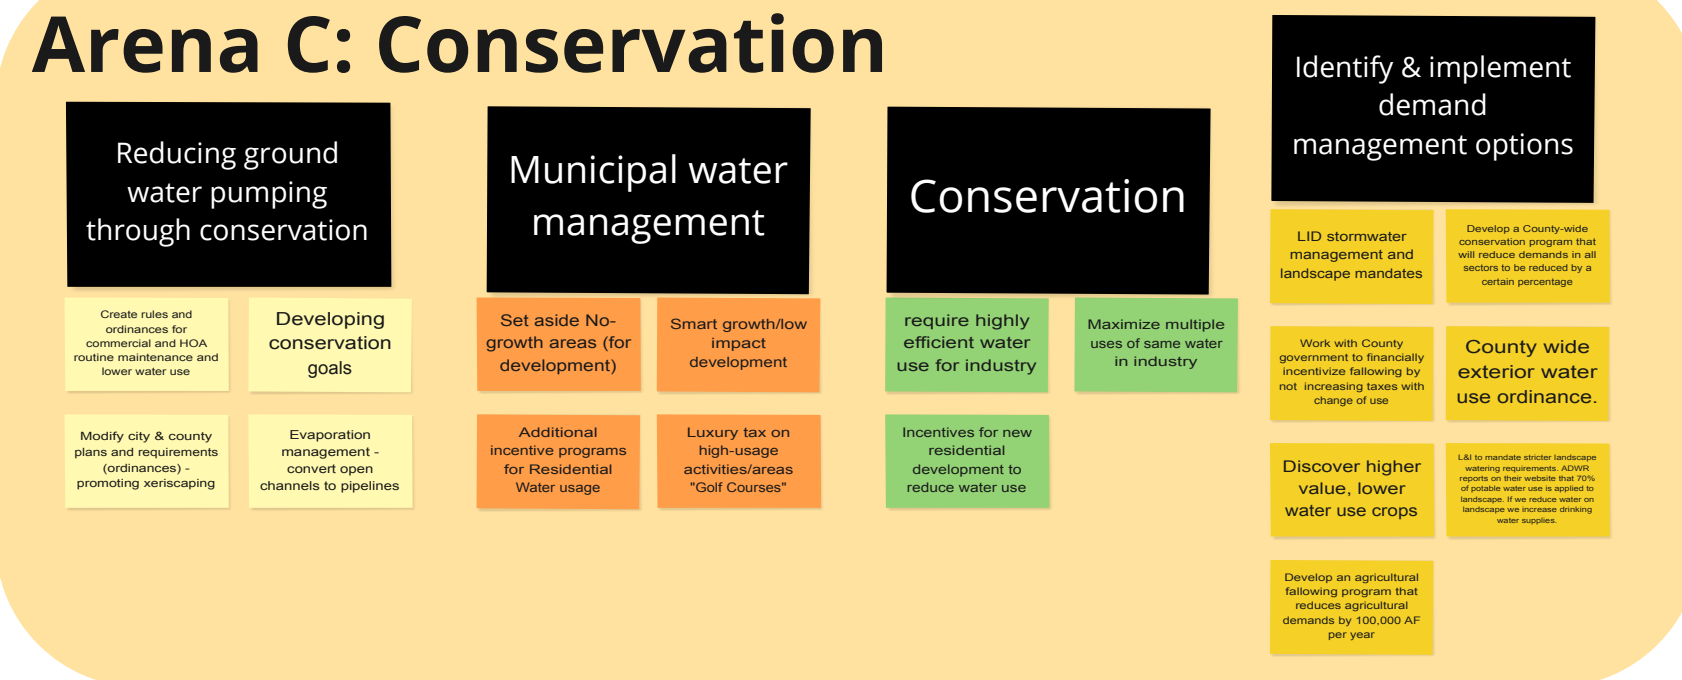 Arena C: Conservation
Reducing ground
water pumping
through conservation
Create rules and
ordinances for
commercial and HOA
routine maintenance and
lower water use
Developing
conservation
goals
Modify city & county
plans and requirements
(ordinances) -
promoting xeriscaping
Evaporation
management -
convert open
channels to pipelines
Municipal water
management
Set aside No-
growth areas (for
development)
Smart growth/low
impact
development
Additional
incentive programs
for Residential
Water usage
Luxury tax on
high-usage
activities/areas
"Golf Courses"
Conservation
require highly
efficient water
use for industry
Maximize multiple
uses of same water
in industry
Incentives for new
residential
development to
reduce water use
Identify & implement
demand
management options
LID stormwater
management and
landscape mandates
Develop a County-wide
conservation program that
will reduce demands in all
sectors to be reduced by a
certain percentage
Work with County
government to financially
incentivize fallowing by
not increasing taxes with
change of use
County wide
exterior water
use ordinance.
Discover higher
value, lower
water use crops
L&I to mandate stricter landscape
watering requirements. ADWR
reports on their website that 70%
of potable water use is applied to
landscape. If we reduce water on
landscape we increase drinking
water supplies.
Develop an agricultural
fallowing program that
reduces agricultural
demands by 100,000 AF
per year